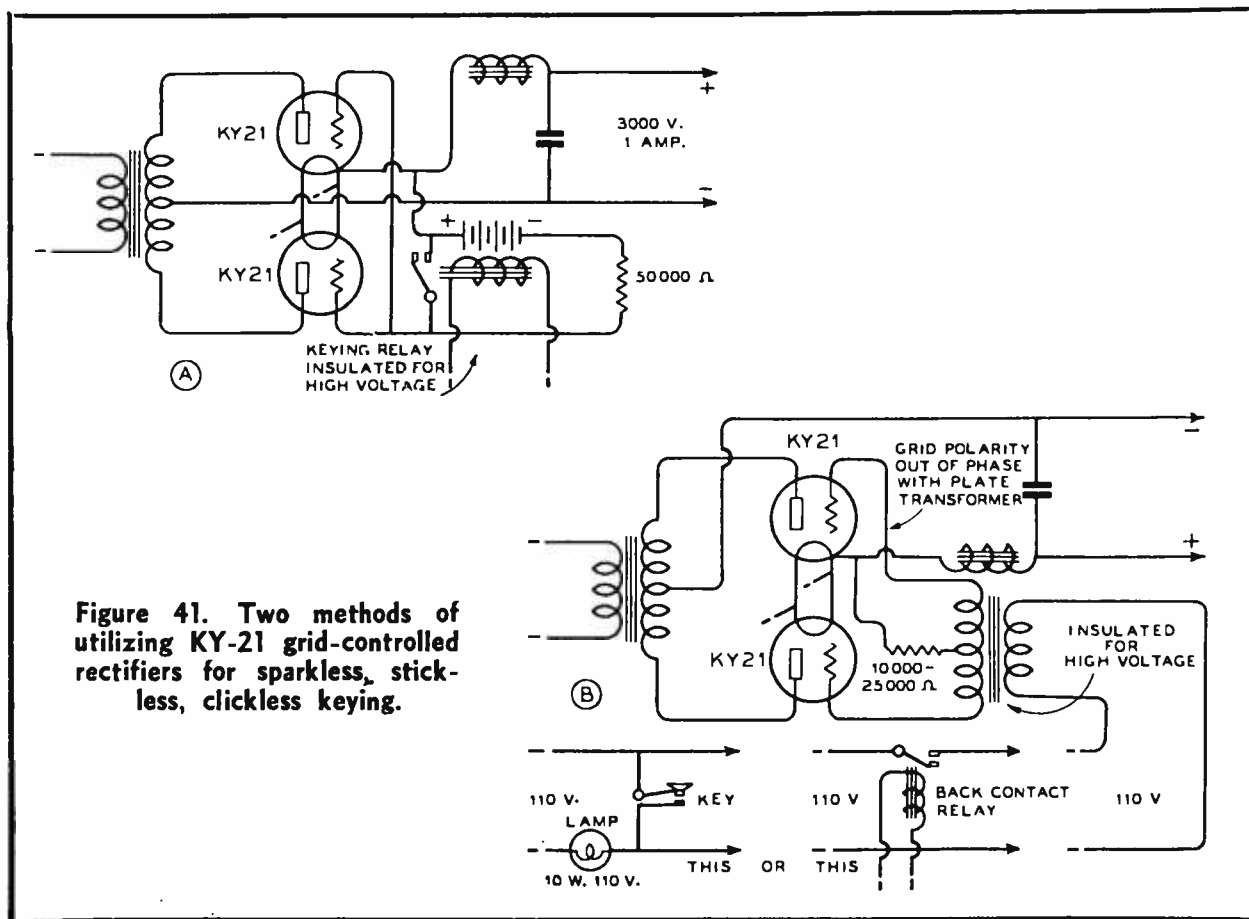 KY21
+
3000 V.
1 AMP.
-
+ -
KY21
50000 Ω
KEYING RELAY
INSULATED FOR
HIGH VOLTAGE
A
KY21
GRID POLARITY
OUT OF PHASE
WITH PLATE
TRANSFORMER
-
+
Figure 41. Two methods of
utilizing KY-21 grid-controlled
rectifiers for sparkless, stick-
less, clickless keying.
KY21
10000-
25000 Ω
INSULATED
FOR
HIGH VOLTAGE
B
110 V.
KEY
LAMP
10 W. 110 V.
THIS OR THIS
110 V
BACK CONTACT
RELAY
110 V